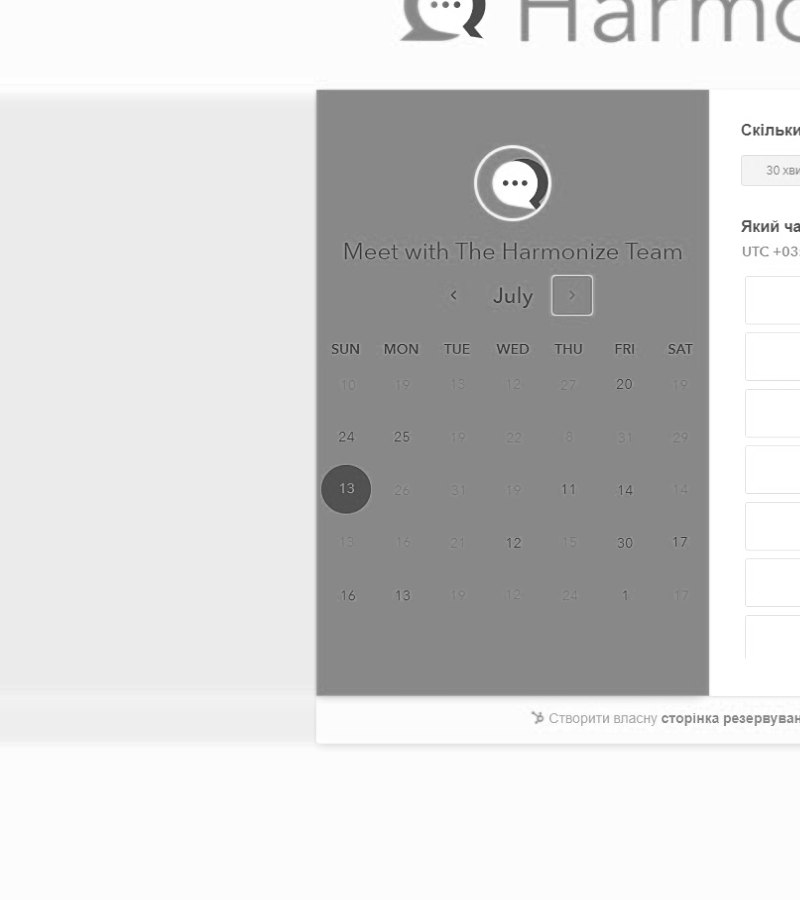 Harmo
Meet with The Harmonize Team
July
SUN MON TUE WED THU FRI SAT
10 19 13 12 27 20 19
24 25 19 22 8 31 29
13 26 31 19 11 14 14
13 16 21 12 15 30 17
16 13 19 12 24 1 17
Скільки
30 хви
Який ча
UTC +03:
Створити власну сторінка резервуван